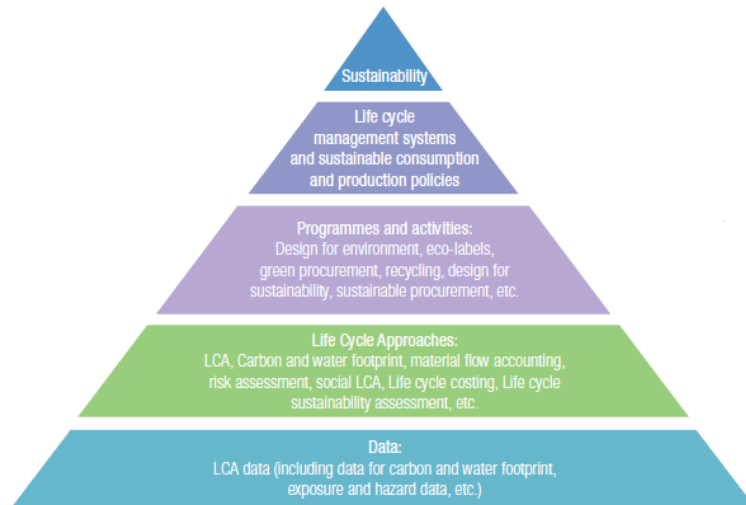 Sustainability
Life cycle
management systems
and sustainable consumption
and production policies
Programmes and activities:
Design for environment, eco-labels,
green procurement, recycling, design for
sustainability, sustainable procurement, etc.
Life Cycle Approaches:
LCA, Carbon and water footprint, material flow accounting,
risk assessment, social LCA, Life cycle costing, Life cycle
sustainability assessment, etc.
Data:
LCA data (including data for carbon and water footprint,
exposure and hazard data, etc.)